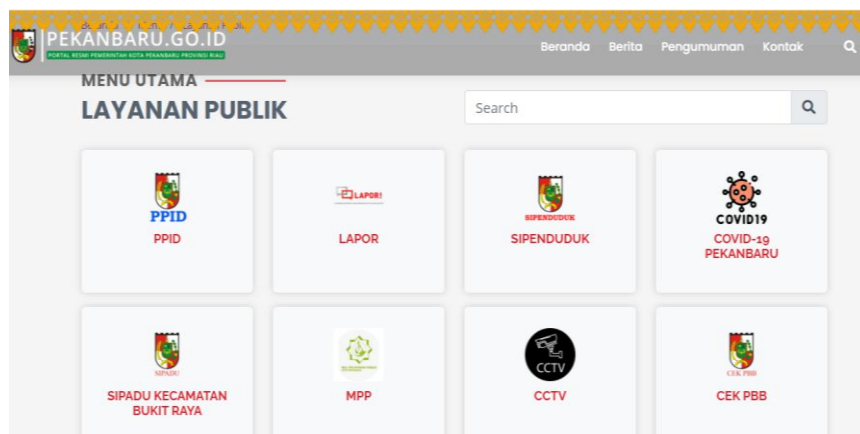 PEKANBARU.GO.ID
PORTAL RESMI PEMERINTAH KOTA PEKANBARU PROVINSI RIAU
Beranda Berita Pengumuman Kontak
MENU UTAMA
LAYANAN PUBLIK
Search
PPID
LAPOR!
SIPENDUDUK
COVID19
PPID
LAPOR
SIPENDUDUK
COVID-19
PEKANBARU
SIPADU
CCTV
CEK PBB
SIPADU KECAMATAN
BUKIT RAYA
MPP
CCTV
CEK PBB